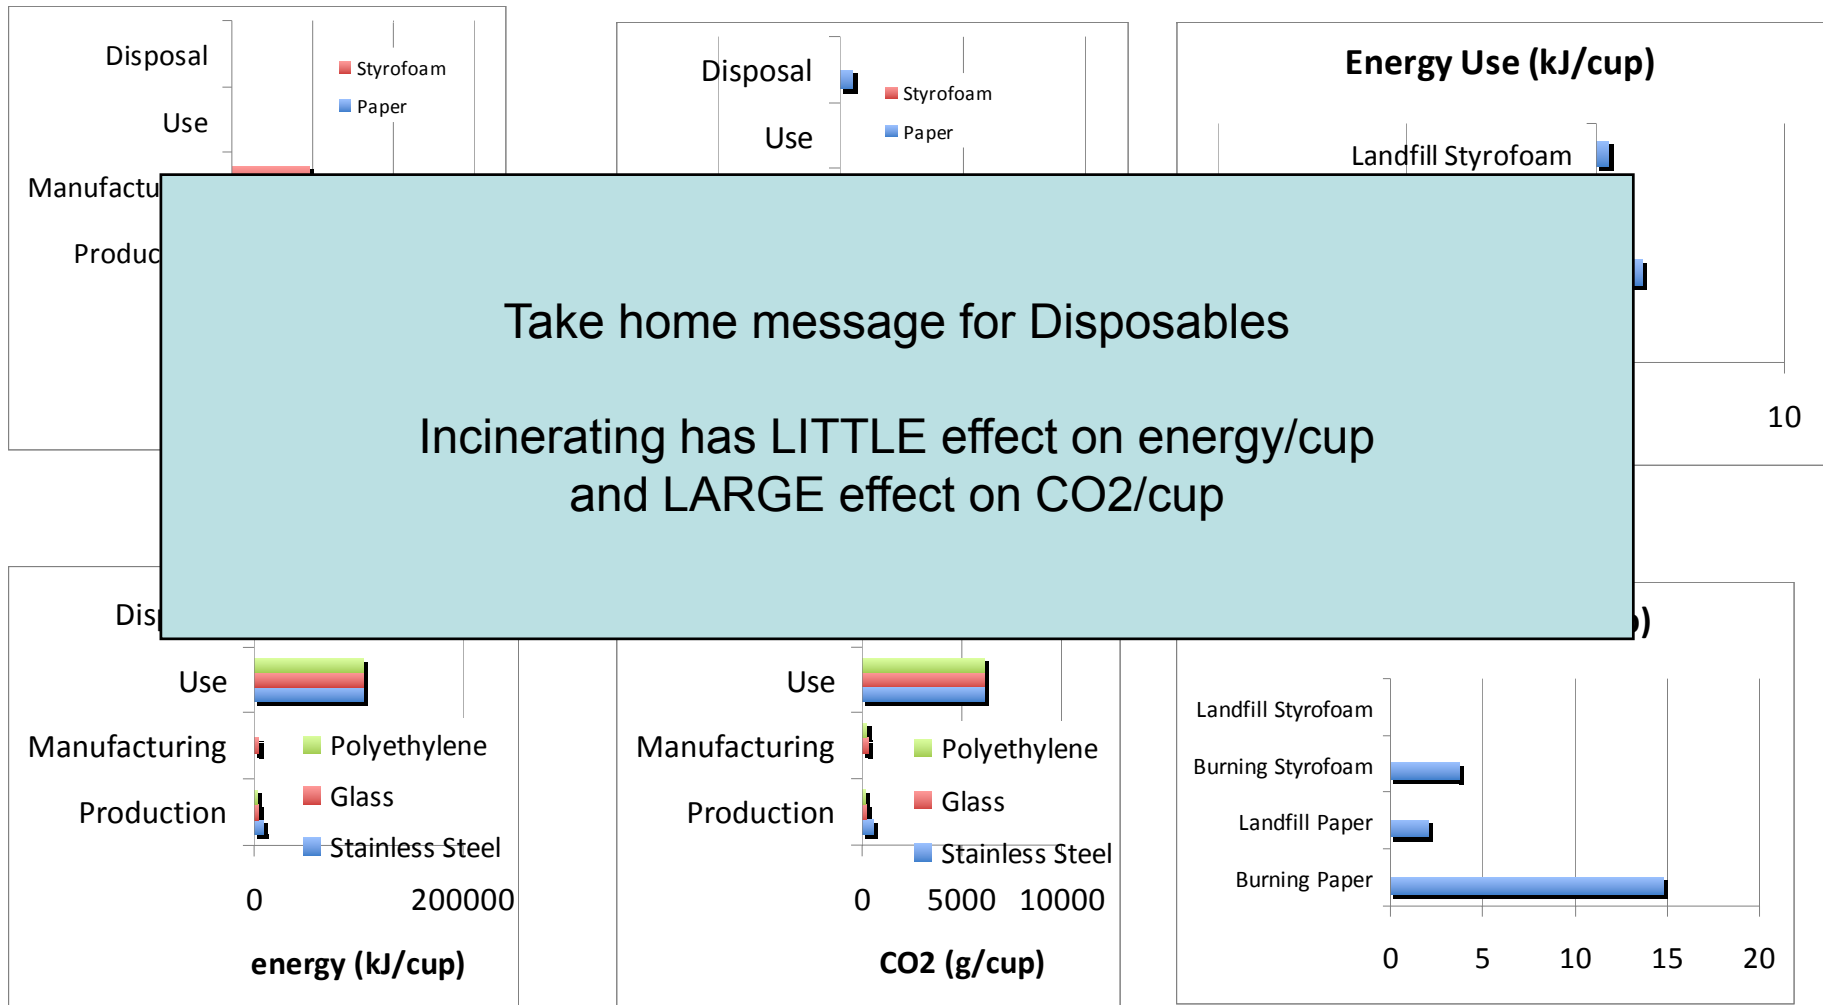 Disposal
Use
Styrofoam
Paper
Disposal
Use
Styrofoam
Paper
Energy Use (kJ/cup)
Landfill Styrofoam
10
Take home message for Disposables
Incinerating has LITTLE effect on energy/cup
and LARGE effect on CO2/cup
Use
Manufacturing
Production
Polyethylene
Glass
Stainless Steel
0 200000
energy (kJ/cup)
Use
Manufacturing
Production
Polyethylene
Glass
Stainless Steel
0 5000 10000
CO2 (g/cup)
Landfill Styrofoam
Burning Styrofoam
Landfill Paper
Burning Paper
0 5 10 15 20